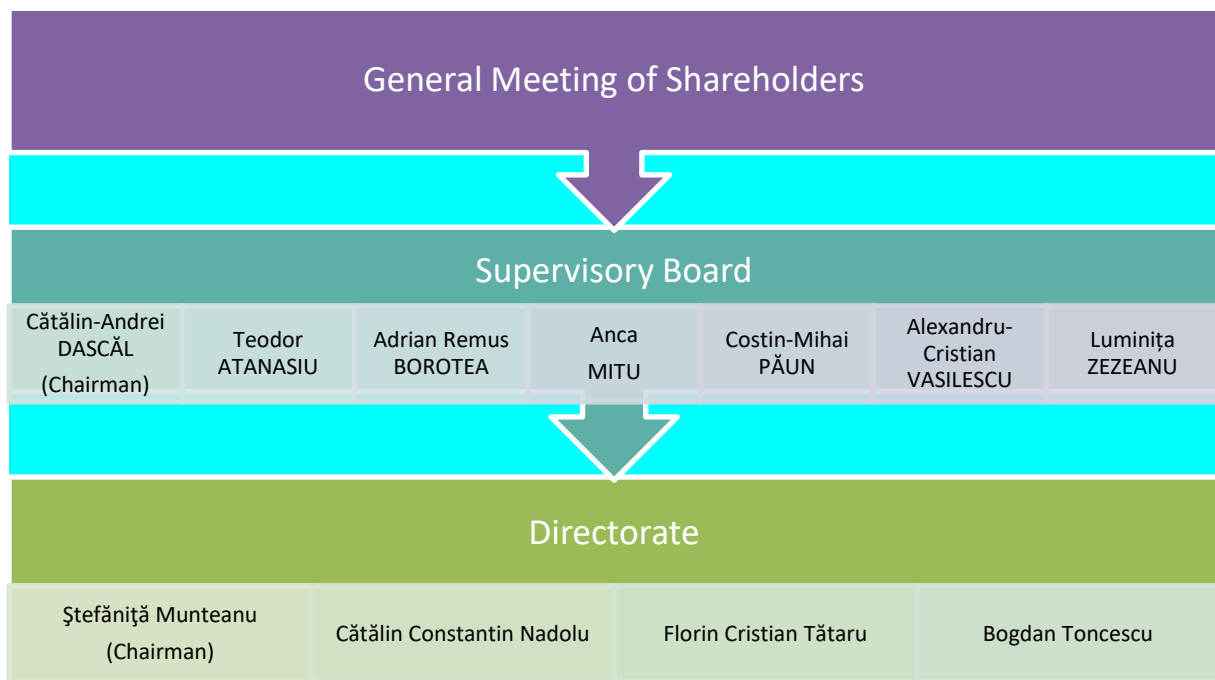 General Meeting of Shareholders
Supervisory Board
Cătălin-Andrei
DASCĂL
(Chairman)
Teodor
ATANASIU
Adrian Remus
BOROTEA
Anca
MITU
Costin-Mihai
PĂUN
Alexandru-
Cristian
VASILESCU
Luminița
ZEZEANU
Directorate
Ştefăniţă Munteanu
(Chairman)
Cătălin Constantin Nadolu
Florin Cristian Tătaru
Bogdan Toncescu